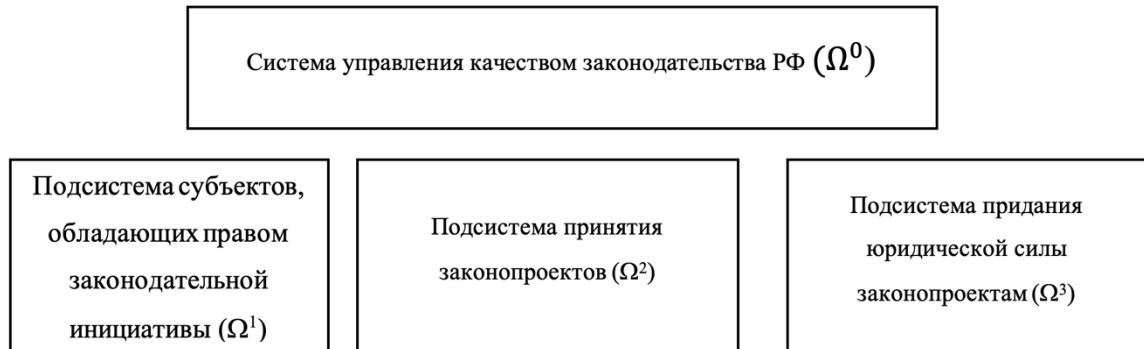 Система управления качеством законодательства РФ (Ω⁰)
Подсистема субъектов,
обладающих правом
законодательной
инициативы (Ω¹)
Подсистема принятия
законопроектов (Ω²)
Подсистема придания
юридической силы
законопроектам (Ω³)